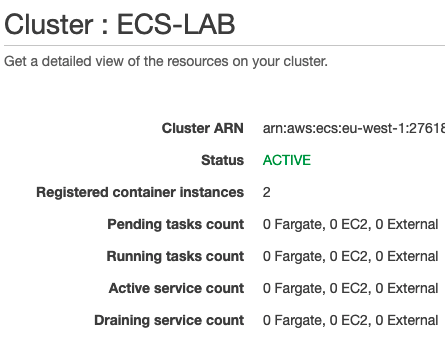 Cluster : ECS-LAB
Get a detailed view of the resources on your cluster.
Cluster ARN arn:aws:ecs:eu-west-1:27618
Status ACTIVE
Registered container instances 2
Pending tasks count 0 Fargate, 0 EC2, 0 External
Running tasks count 0 Fargate, 0 EC2, 0 External
Active service count 0 Fargate, 0 EC2, 0 External
Draining service count 0 Fargate, 0 EC2, 0 External